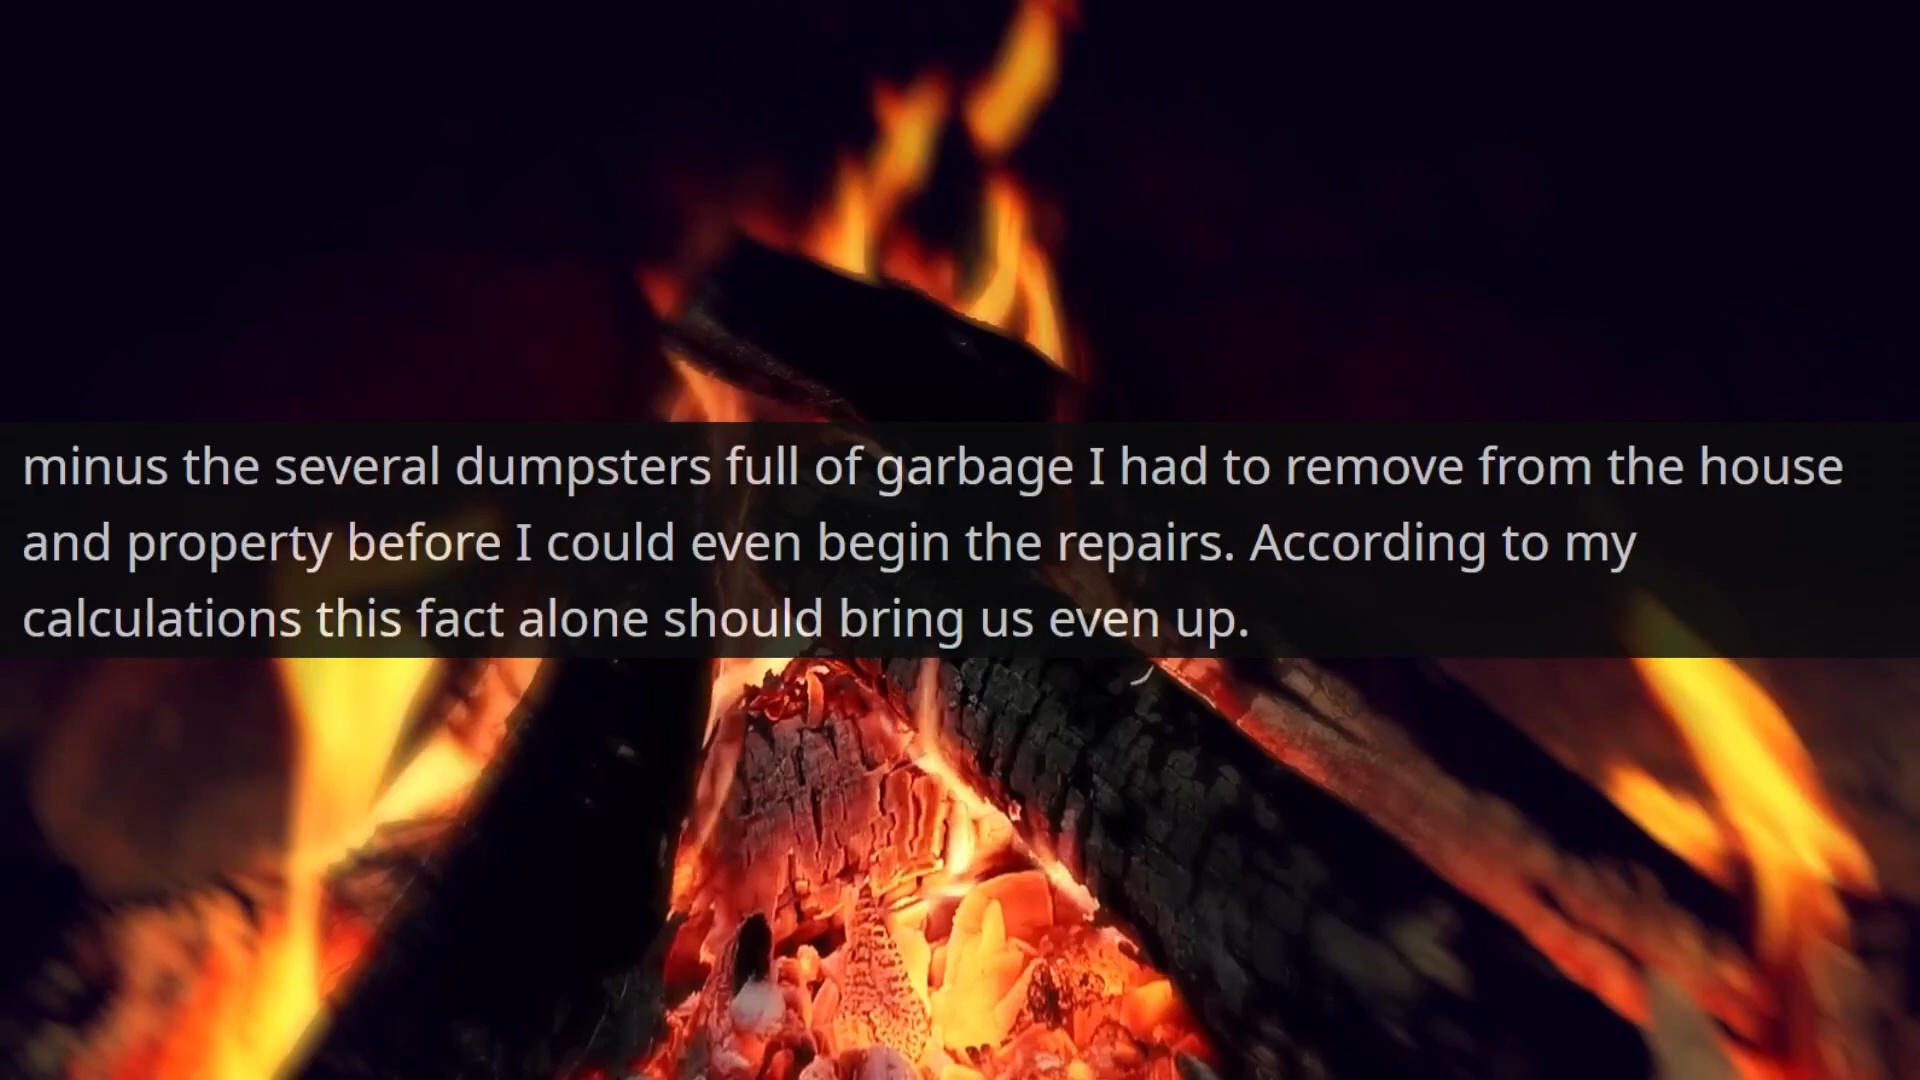 minus the several dumpsters full of garbage I had to remove from the house
and property before I could even begin the repairs. According to my
calculations this fact alone should bring us even up.